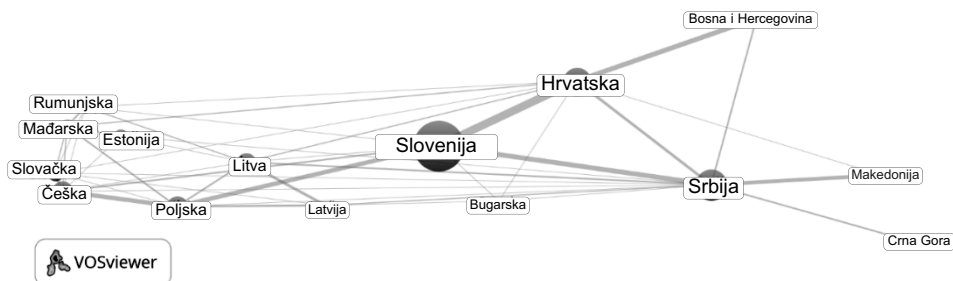 Bosna i Hercegovina
Hrvatska
Rumunjska
Mađarska
Estonija
Slovenija
Slovačka
Litva
Češka
Srbija
Makedonija
Poljska
Latvija
Bugarska
Crna Gora
VOSviewer